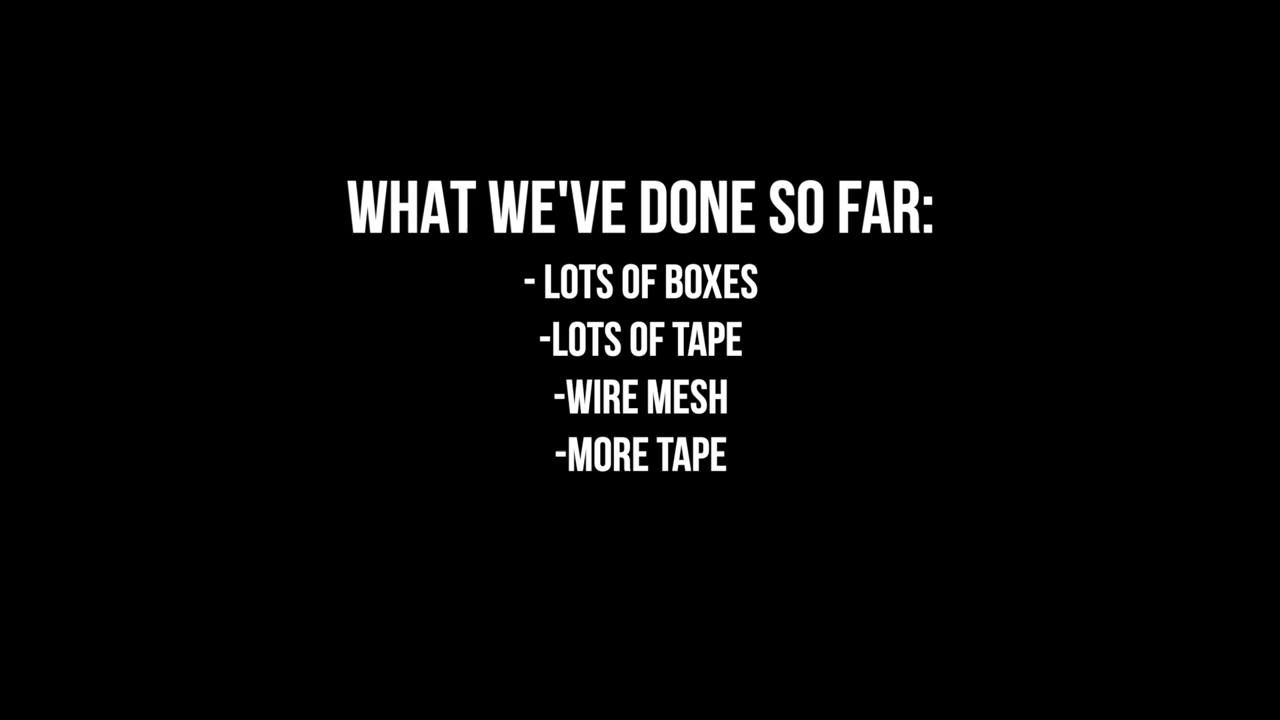 WHAT WE'VE DONE SO FAR:
- LOTS OF BOXES
-LOTS OF TAPE
-WIRE MESH
-MORE TAPE